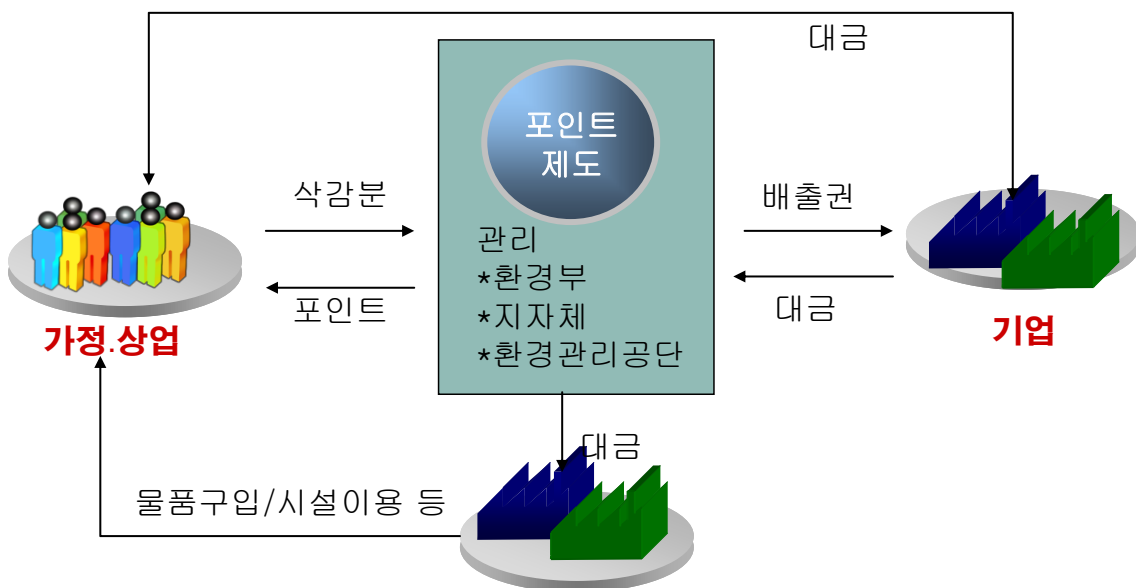 대금
포인트
제도
삭감분
배출권
관리
*환경부
포인트
*지자체
대금
*환경관리공단
가정.상업
기업
대금
물품구입/시설이용 등